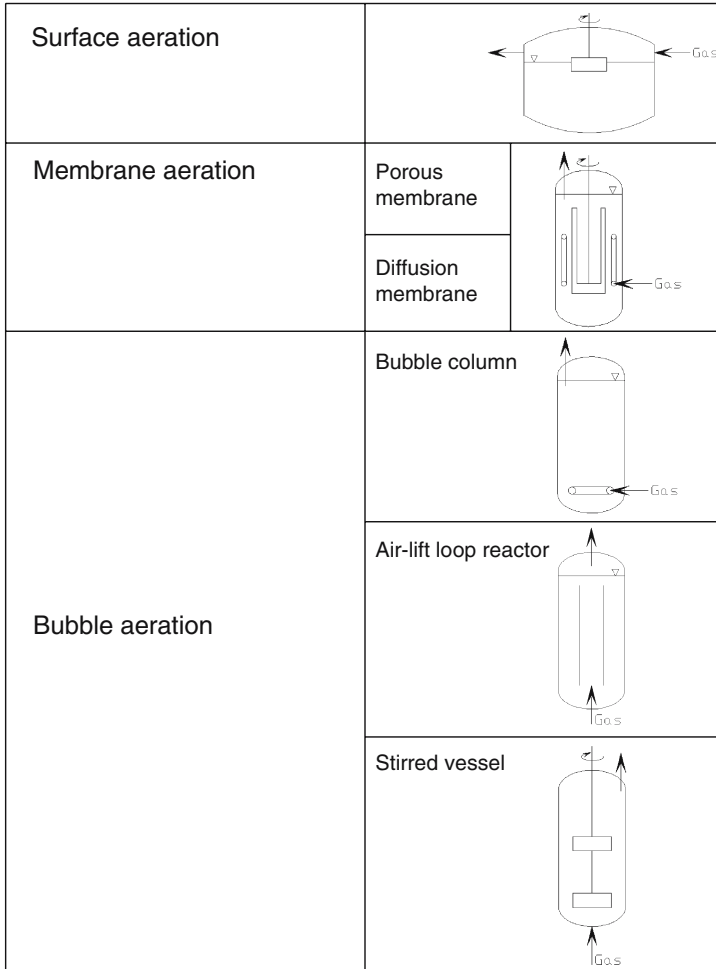 Surface aeration
Gas
Membrane aeration
Porous
membrane
Diffusion
membrane
Gas
Bubble aeration
Bubble column
Gas
Air-lift loop reactor
Gas
Stirred vessel
Gas